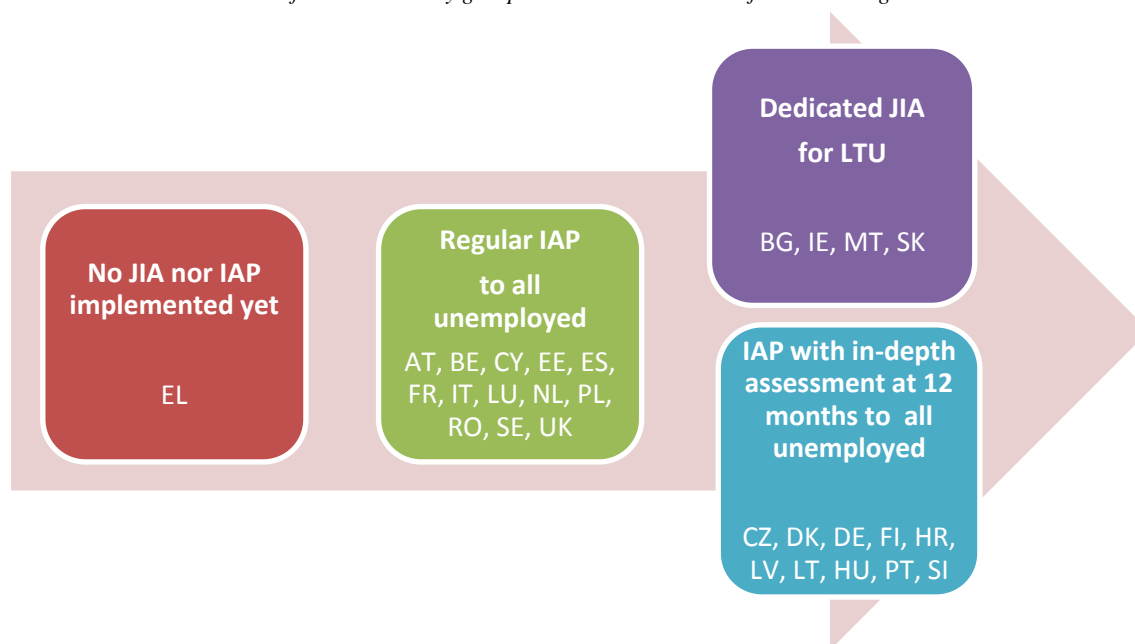 No JIA nor IAP
implemented yet
EL
Regular IAP
to all
unemployed
AT, BE, CY, EE, ES,
FR, IT, LU, NL, PL,
RO, SE, UK
Dedicated JIA
for LTU
BG, IE, MT, SK
IAP with in-depth
assessment at 12
months to all
unemployed
CZ, DK, DE, FI, HR,
LV, LT, HU, PT, SI